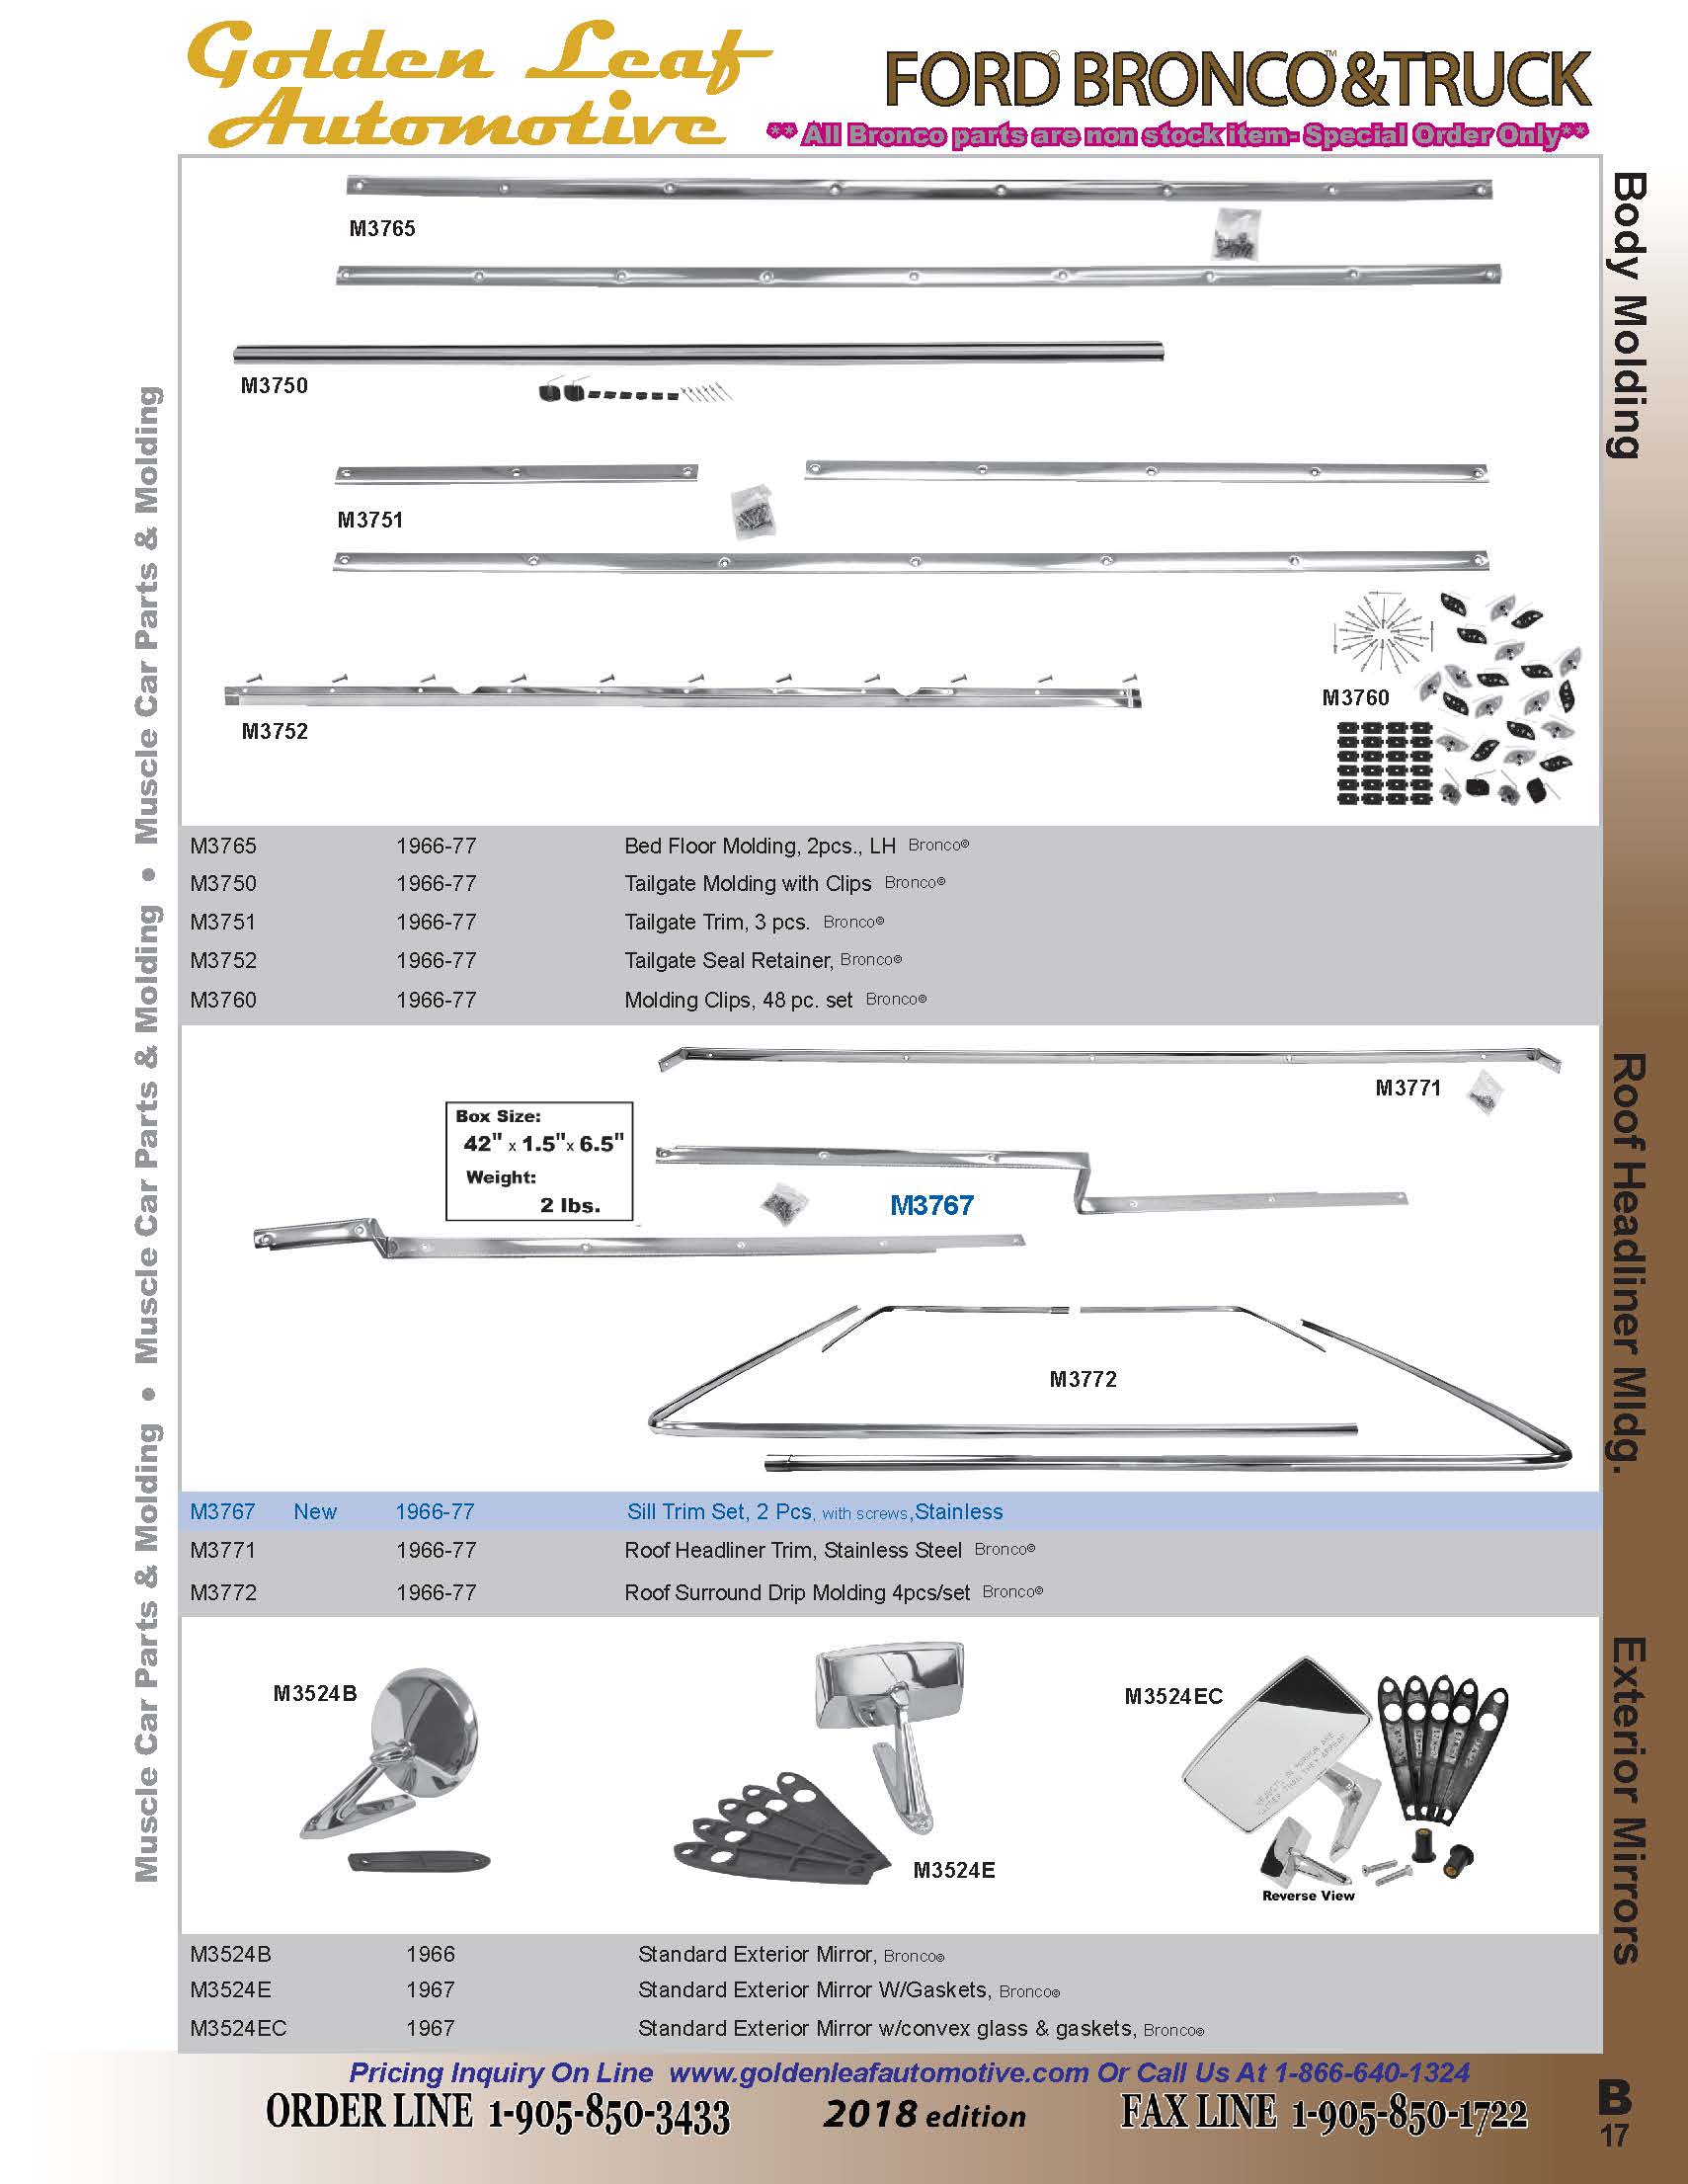 Golden Leaf
Automotive
FORD© BRONCO™&TRUCK
** All Bronco parts are non stock item- Special Order Only**
Body Molding
M3765
M3750
M3751
M3752
M3760
M3765 1966-77 Bed Floor Molding, 2pcs., LH Bronco©
M3750 1966-77 Tailgate Molding with Clips Bronco©
M3751 1966-77 Tailgate Trim, 3 pcs. Bronco©
M3752 1966-77 Tailgate Seal Retainer, Bronco©
M3760 1966-77 Molding Clips, 48 pc. set Bronco©
Roof Headliner Mldg.
M3771
Box Size:
42" x 1.5"x 6.5"
Weight:
2 lbs.
M3767
M3772
M3767 New 1966-77 Sill Trim Set, 2 Pcs, with screws,Stainless
M3771 1966-77 Roof Headliner Trim, Stainless Steel Bronco©
M3772 1966-77 Roof Surround Drip Molding 4pcs/set Bronco©
Exterior Mirrors
M3524B
M3524E
M3524EC
OBJECTS IN MIRROR ARE
CLOSER THAN THEY APPEAR
Reverse View
M3524B 1966 Standard Exterior Mirror, Bronco©
M3524E 1967 Standard Exterior Mirror W/Gaskets, Bronco©
M3524EC 1967 Standard Exterior Mirror w/convex glass & gaskets, Bronco©
Muscle Car Parts & Molding • Muscle Car Parts & Molding • Muscle Car Parts & Molding
Pricing Inquiry On Line www.goldenleafautomotive.com Or Call Us At 1-866-640-1324
ORDER LINE 1-905-850-3433 2018 edition FAX LINE 1-905-850-1722
B
17